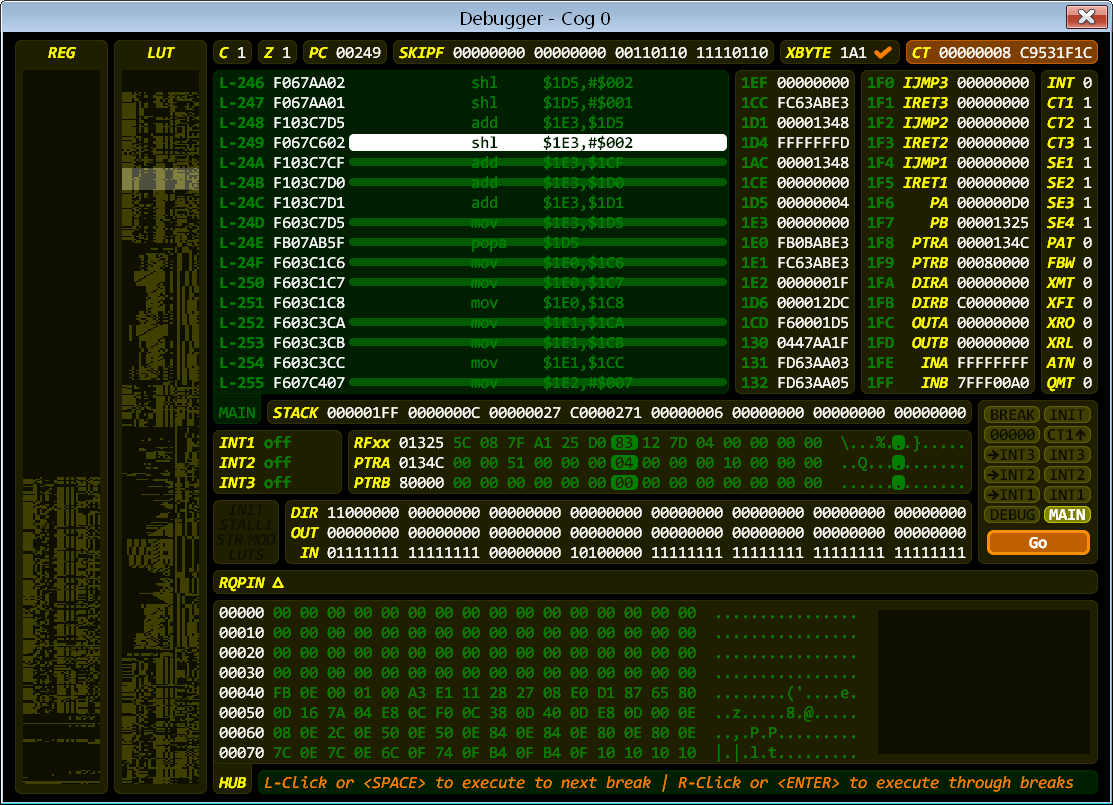 Debugger - Cog 0
REG LUT C 1 Z 1 PC 00249 SKIPF 00000000 00000000 00110110 11110110 XBYTE 1A1 ✔ CT 00000008 C9531F1C
L-246 F067AA02 shl $1D5,#$002 1EF 00000000 1F0 IJMP3 00000000 INT 0
L-247 F067AA01 shl $1D5,#$001 1CC FC63ABE3 1F1 IRET3 00000000 CT1 1
L-248 F103C7D5 add $1E3,$1D5 1D1 00001348 1F2 IJMP2 00000000 CT2 1
L-249 F067C602 shl $1E3,#$002 1D4 FFFFFFFD 1F3 IRET2 00000000 CT3 1
L-24A F103C7CF add $1E3,$1CF 1AC 00001348 1F4 IJMP1 00000000 SE1 1
L-24B F103C7D0 add $1E3,$1D0 1CE 00000000 1F5 IRET1 00000000 SE2 1
L-24C F103C7D1 add $1E3,$1D1 1D5 00000004 1F6 PA 000000D0 SE3 1
L-24D F603C7D5 mov $1E3,$1D5 1E3 00000000 1F7 PB 00001325 SE4 1
L-24E FB07AB5F popa $1D5 1E0 FB0BABE3 1F8 PTRA 0000134C PAT 0
L-24F F603C1C6 mov $1E0,$1C6 1E1 FC63ABE3 1F9 PTRB 00080000 FBW 0
L-250 F603C1C7 mov $1E0,$1C7 1E2 0000001F 1FA DIRA 00000000 XMT 0
L-251 F603C1C8 mov $1E0,$1C8 1D6 000012DC 1FB DIRB C0000000 XFI 0
L-252 F603C3CA mov $1E1,$1CA 1CD F60001D5 1FC OUTA 00000000 XRO 0
L-253 F603C3CB mov $1E1,$1CB 130 0447AA1F 1FD OUTB 00000000 XRL 0
L-254 F603C3CC mov $1E1,$1CC 131 FD63AA03 1FE INA FFFFFFFF ATN 0
L-255 F607C407 mov $1E2,#$007 132 FD63AA05 1FF INB 7FFF00A0 QMT 0
MAIN STACK 000001FF 0000000C 00000027 C0000271 00000006 00000000 00000000 00000000 BREAK INIT
00000 CT1↑
INT1 off RFxx 01325 5C 08 7F A1 25 D0 83 12 7D 04 00 00 00 00 \...%...}..... ➔INT3 INT3
INT2 off PTRA 0134C 00 00 51 00 00 00 04 00 00 00 10 00 00 00 ..Q........... ➔INT2 INT2
INT3 off PTRB 80000 00 00 00 00 00 00 00 00 00 00 00 00 00 00 .............. ➔INT1 INT1
INIT DIR 11000000 00000000 00000000 00000000 00000000 00000000 00000000 00000000 DEBUG MAIN
STALLI OUT 00000000 00000000 00000000 00000000 00000000 00000000 00000000 00000000
STR MOD IN 01111111 11111111 00000000 10100000 11111111 11111111 11111111 11111111 Go
LUTS
RQPIN Δ
00000 00 00 00 00 00 00 00 00 00 00 00 00 00 00 00 00 ................
00010 00 00 00 00 00 00 00 00 00 00 00 00 00 00 00 00 ................
00020 00 00 00 00 00 00 00 00 00 00 00 00 00 00 00 00 ................
00030 00 00 00 00 00 00 00 00 00 00 00 00 00 00 00 00 ................
00040 FB 0E 00 01 00 A3 E1 11 28 27 08 E0 D1 87 65 80 ........('....e.
00050 0D 16 7A 04 E8 0C F0 0C 38 0D 40 0D E8 0D 00 0E ..z.....8.@.....
00060 08 0E 2C 0E 50 0E 50 0E 84 0E 84 0E 80 0E 80 0E ..,.P.P.........
00070 7C 0E 7C 0E 6C 0F 74 0F B4 0F B4 0F 10 10 10 10 |.|.l.t.........
HUB L-Click or <SPACE> to execute to next break | R-Click or <ENTER> to execute through breaks